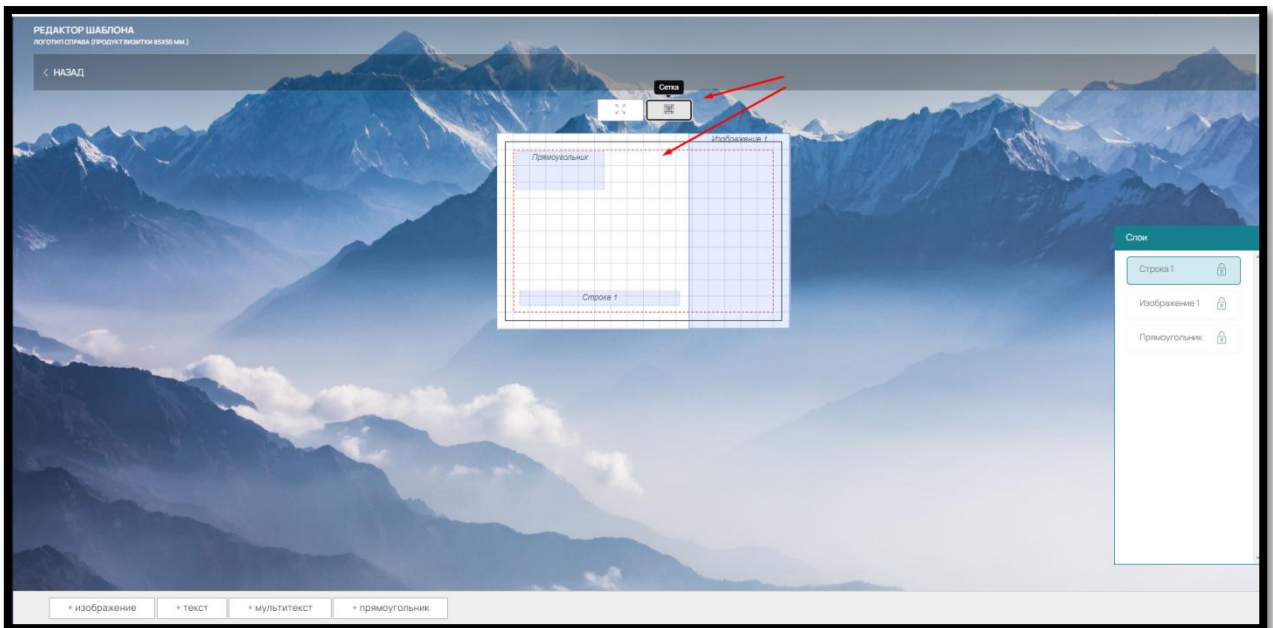 РЕДАКТОР ШАБЛОНА
ЛОГОТИП СПРАВА (ПРОДУКТ ВИЗИТКИ 85X55 ММ.)
< НАЗАД
Сетка
Изображение 1
Прямоугольник
Строка 1
Слои
Строка 1
Изображение 1
Прямоугольник
+ изображение
+ текст
+ мультитекст
+ прямоугольник